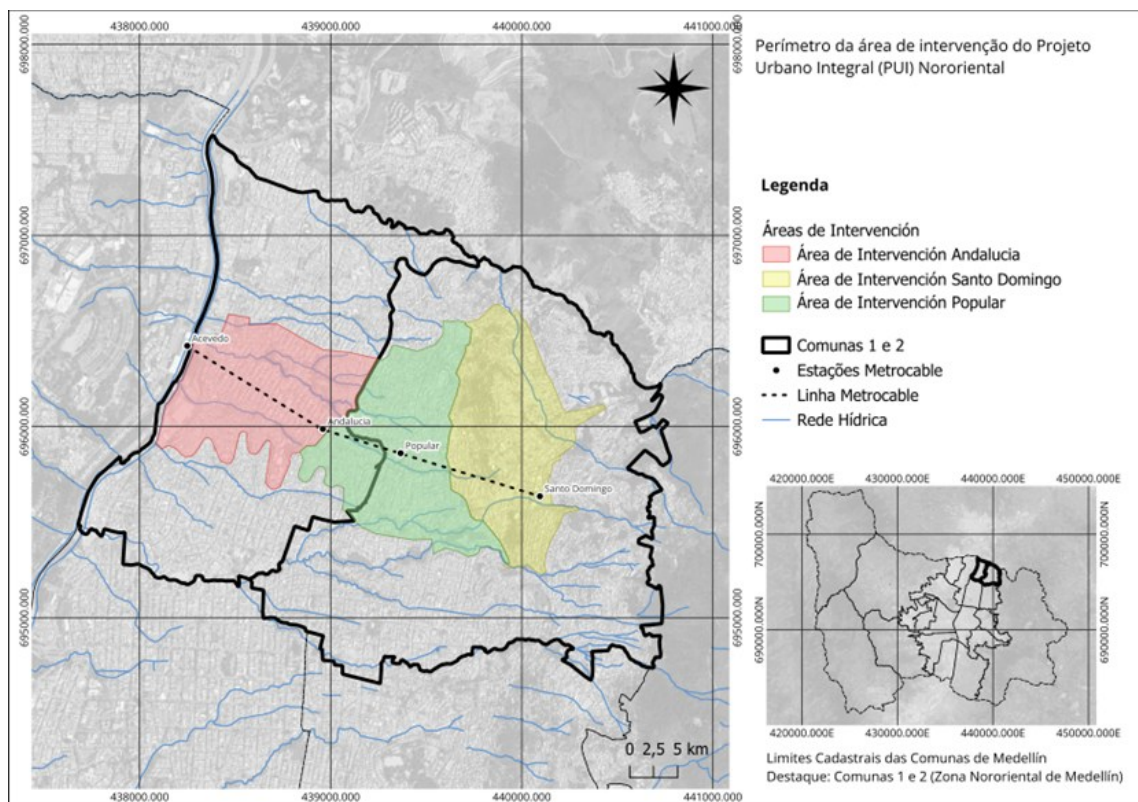 438000.000 439000.000 440000.000 441000.000
698000.000 698000.000
697000.000 697000.000
696000.000 696000.000
695000.000 695000.000
438000.000 439000.000 440000.000 441000.000
Acevedo
Andalucia
Popular
Santo Domingo
0 2,5 5 km
Perímetro da área de intervenção do Projeto
Urbano Integral (PUI) Nororiental
Legenda
Áreas de Intervención
Área de Intervención Andalucia
Área de Intervención Santo Domingo
Área de Intervención Popular
Comunas 1 e 2
Estações Metrocable
Linha Metrocable
Rede Hídrica
420000.000E 430000.000E 440000.000E 450000.000E
700000.000N 700000.000N
690000.000N 690000.000N
420000.000E 430000.000E 440000.000E 450000.000E
Limites Cadastrais das Comunas de Medellín
Destaque: Comunas 1 e 2 (Zona Nororiental de Medellín)